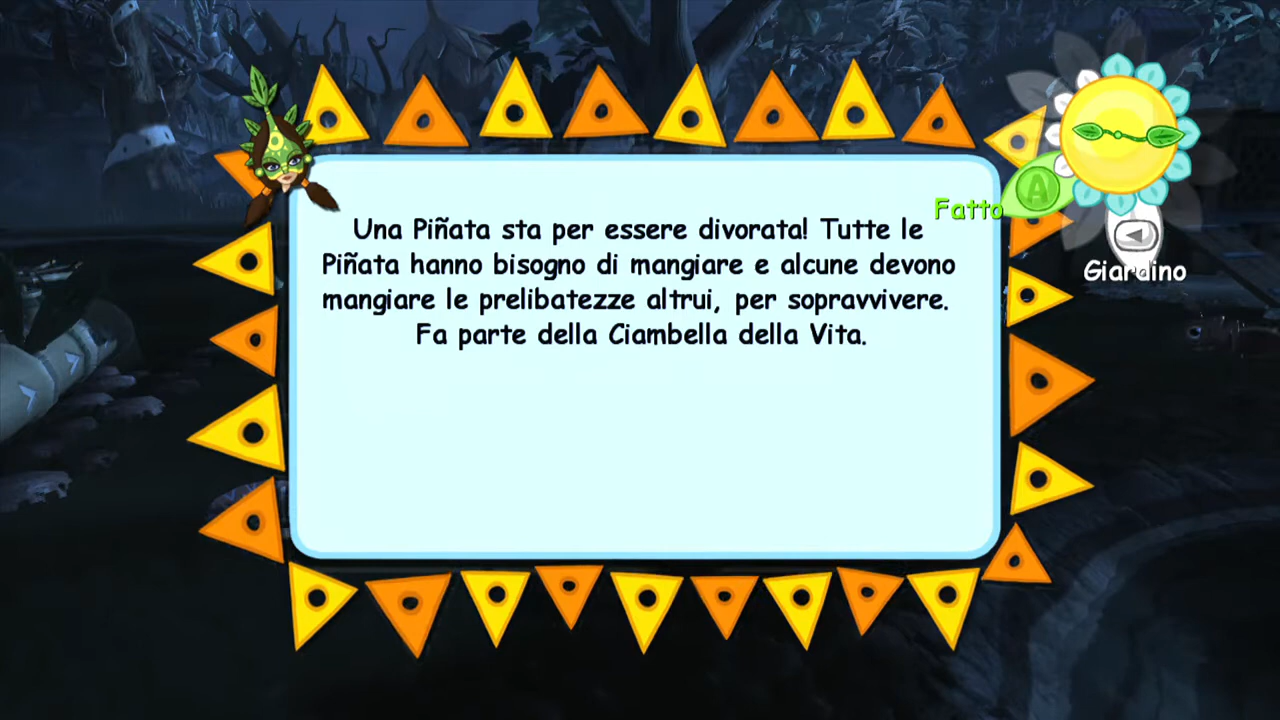 Una Piñata sta per essere divorata! Tutte le
Piñata hanno bisogno di mangiare e alcune devono
mangiare le prelibatezze altrui, per sopravvivere.
Fa parte della Ciambella della Vita.
Fatto
A
Giardino